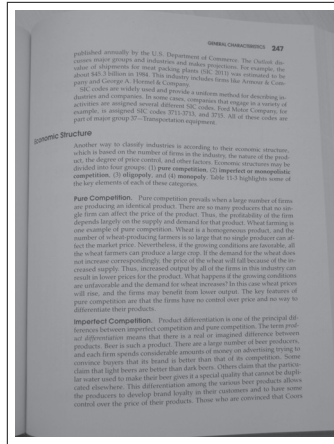 GENERAL CHARACTERISTICS 247
published annually by the U.S. Department of Commerce. The Outlook discusses
cusses major groups and industries and makes projections. For example, the
value of shipments for meat packing plants (SIC 2011) was estimated to be
about $45.3 billion in 1984. This industry includes firms like Armour & Com-
pany and George A. Hormel & Company.
SIC codes are widely used and provide a uniform method for describing in-
dustries and companies. In some cases, companies that engage in a variety of
activities are assigned several different SIC codes. Ford Motor Company, for
example, is assigned SIC codes 3711-3713, and 3715. All of these codes are
part of major group 37—Transportation equipment.
Economic Structure
Another way to classify industries is according to their economic structure,
which is based on the number of firms in the industry, the nature of the prod-
uct, the degree of price control, and other factors. Economic structures may be
divided into four groups: (1) pure competition, (2) imperfect or monopolistic
competition, (3) oligopoly, and (4) monopoly. Table 11-3 highlights some of
the key elements of each of these categories.
Pure Competition. Pure competition prevails when a large number of firms
are producing an identical product. There are so many producers that no sin-
gle firm can affect the price of the product. Thus, the profitability of the firm
depends largely on the supply and demand for that product. Wheat farming is
one example of pure competition. Wheat is a homogeneous product, and the
number of wheat-producing farmers is so large that no single producer can af-
fect the market price. Nevertheless, if the growing conditions are favorable, all
the wheat farmers can produce a large crop. If the demand for the wheat does
not increase correspondingly, the price of the wheat will fall because of the in-
creased supply. Thus, increased output by all of the firms in this industry can
result in lower prices for the product. What happens if the growing conditions
are unfavorable and the demand for wheat increases? In this case wheat prices
will rise, and the firms may benefit from lower output. The key features of
pure competition are that the firms have no control over price and no way to
differentiate their products.
Imperfect Competition. Product differentiation is one of the principal dif-
ferences between imperfect competition and pure competition. The term prod-
uct differentiation means that there is a real or imagined difference between
products. Beer is such a product. There are a large number of beer producers,
and each firm spends considerable amounts of money on advertising trying to
convince buyers that its brand is better than that of its competition. Some
claim that light beers are better than dark beers. Others claim that the particu-
lar water used to make their beer gives it a special quality that cannot be dupli-
cated elsewhere. This differentiation among the various beer products allows
the producers to develop brand loyalty in their customers and to have some
control over the price of their products. Those who are convinced that Coors